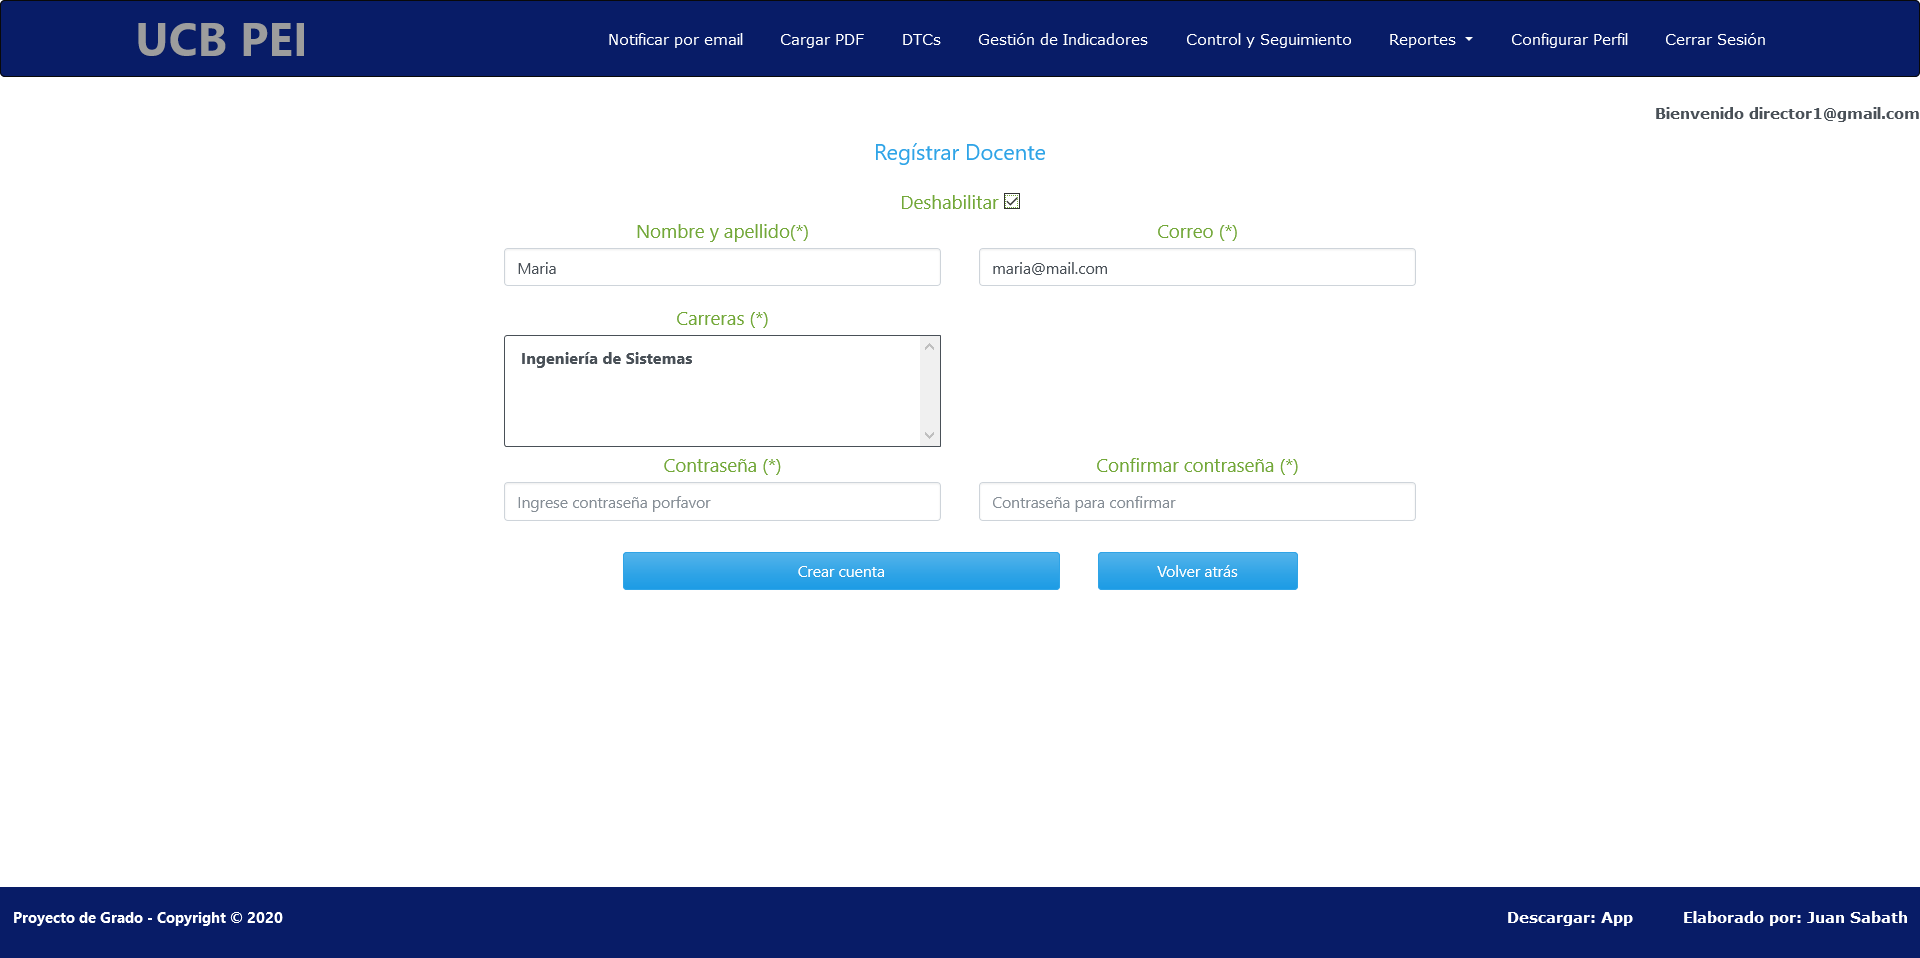 UCB PEI
Notificar por email Cargar PDF DTCs Gestión de Indicadores Control y Seguimiento Reportes Configurar Perfil Cerrar Sesión
Bienvenido director1@gmail.com
Regístrar Docente
Deshabilitar
Nombre y apellido(*) Correo (*)
Maria maria@mail.com
Carreras (*)
Ingeniería de Sistemas
Contraseña (*) Confirmar contraseña (*)
Ingrese contraseña porfavor Contraseña para confirmar
Crear cuenta Volver atrás
Proyecto de Grado - Copyright © 2020 Descargar: App Elaborado por: Juan Sabath